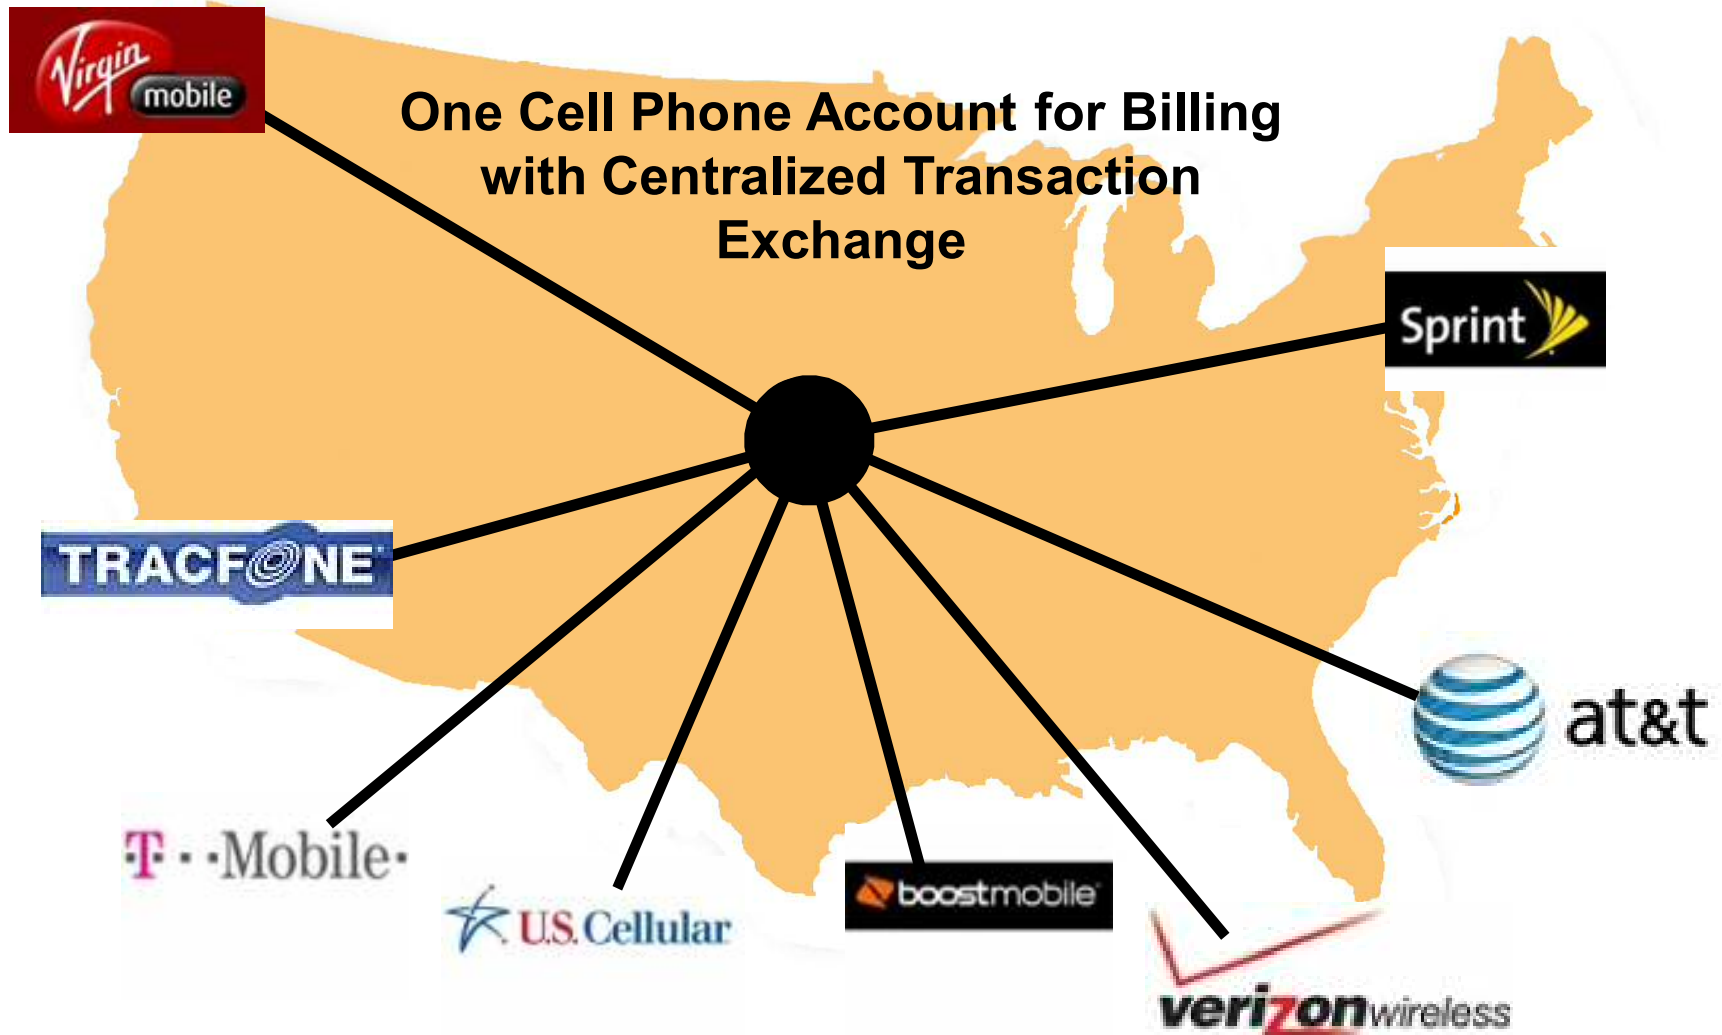 Virgin
mobile
One Cell Phone Account for Billing
with Centralized Transaction
Exchange
Sprint
TRACFONE
at&t
T··Mobile·
U.S. Cellular
boostmobile
verizonwireless